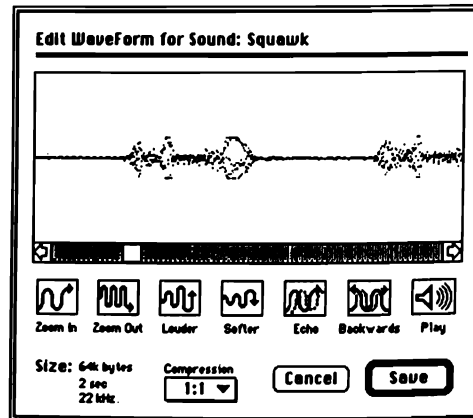 Edit WaveForm for Sound: Squawk
Zoom In Zoom Out Louder Softer Echo Backwards Play
Size: 64k bytes
2 sec
22 kHz.
Compression
1:1
Cancel Save